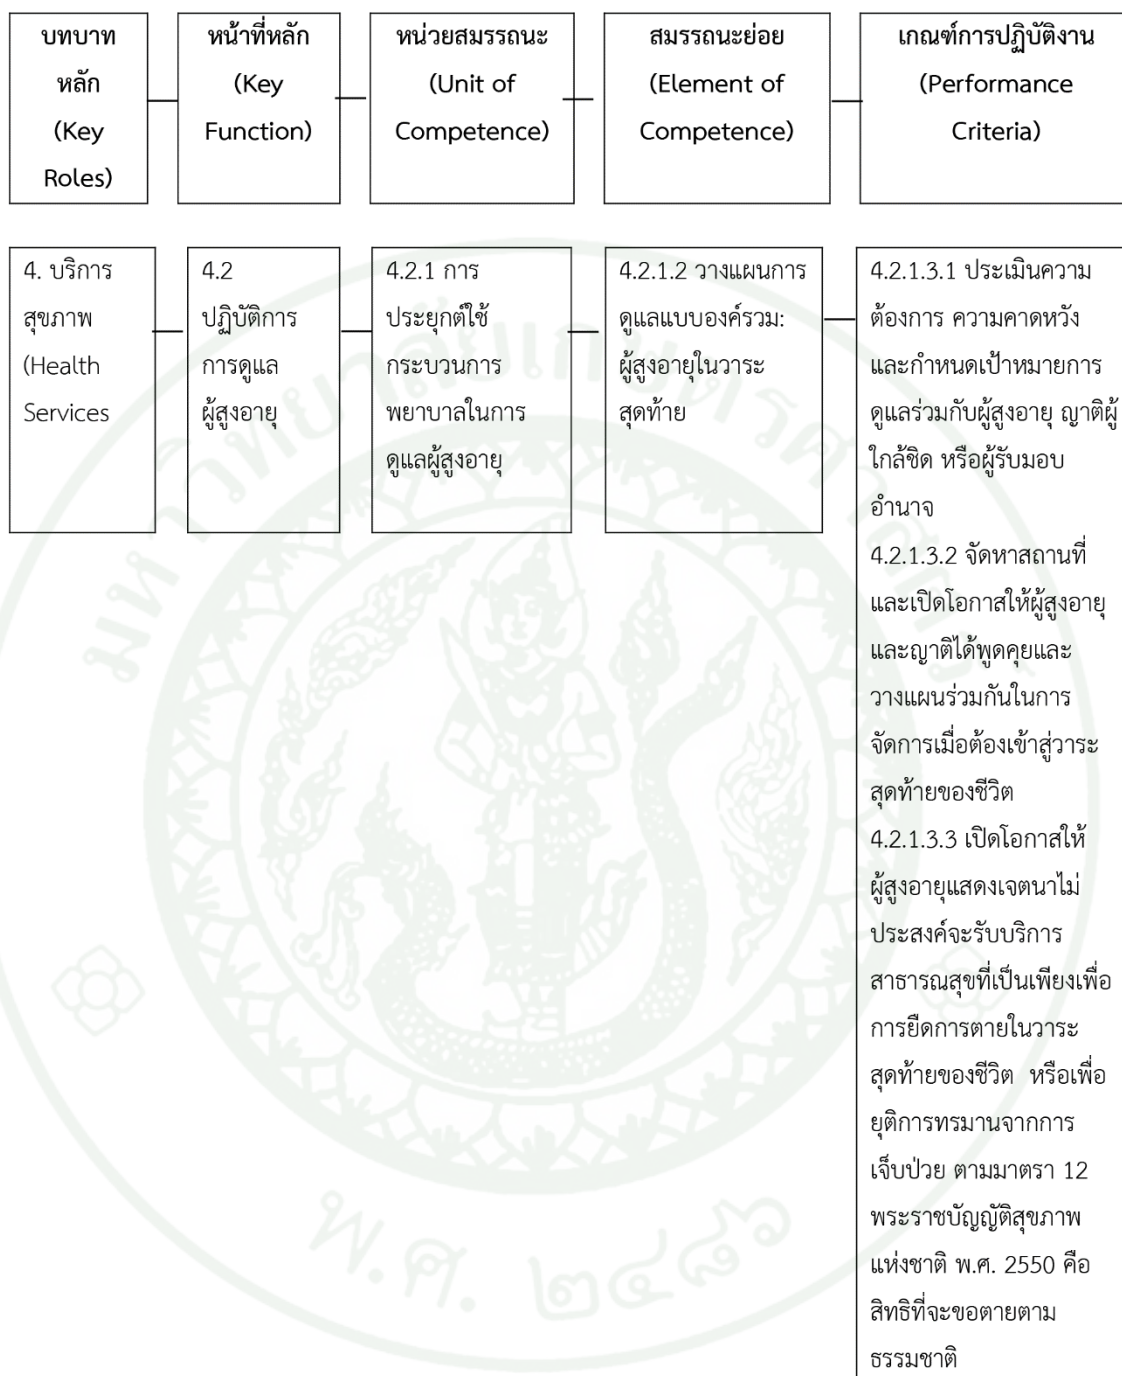 บทบาท
หลัก
(Key
Roles)
หน้าที่หลัก
(Key
Function)
หน่วยสมรรถนะ
(Unit of
Competence)
สมรรถนะย่อย
(Element of
Competence)
เกณฑ์การปฏิบัติงาน
(Performance
Criteria)
4. บริการ
สุขภาพ
(Health
Services
4.2
ปฏิบัติการ
การดูแล
ผู้สูงอายุ
4.2.1 การ
ประยุกต์ใช้
กระบวนการ
พยาบาลในการ
ดูแลผู้สูงอายุ
4.2.1.2 วางแผนการ
ดูแลแบบองค์รวม:
ผู้สูงอายุในวาระ
สุดท้าย
4.2.1.3.1 ประเมินความ
ต้องการ ความคาดหวัง
และกำหนดเป้าหมายการ
ดูแลร่วมกับผู้สูงอายุ ญาติผู้
ใกล้ชิด หรือผู้รับมอบ
อำนาจ
4.2.1.3.2 จัดหาสถานที่
และเปิดโอกาสให้ผู้สูงอายุ
และญาติได้พูดคุยและ
วางแผนร่วมกันในการ
จัดการเมื่อต้องเข้าสู่วาระ
สุดท้ายของชีวิต
4.2.1.3.3 เปิดโอกาสให้
ผู้สูงอายุแสดงเจตนาไม่
ประสงค์จะรับบริการ
สาธารณสุขที่เป็นเพียงเพื่อ
การยืดการตายในวาระ
สุดท้ายของชีวิต หรือเพื่อ
ยุติการทรมานจากการ
เจ็บป่วย ตามมาตรา 12
พระราชบัญญัติสุขภาพ
แห่งชาติ พ.ศ. 2550 คือ
สิทธิที่จะขอตายตาม
ธรรมชาติ
มหาวิทยาลัยเกษตรศาสตร์
พ.ศ. ๒๔๘๖